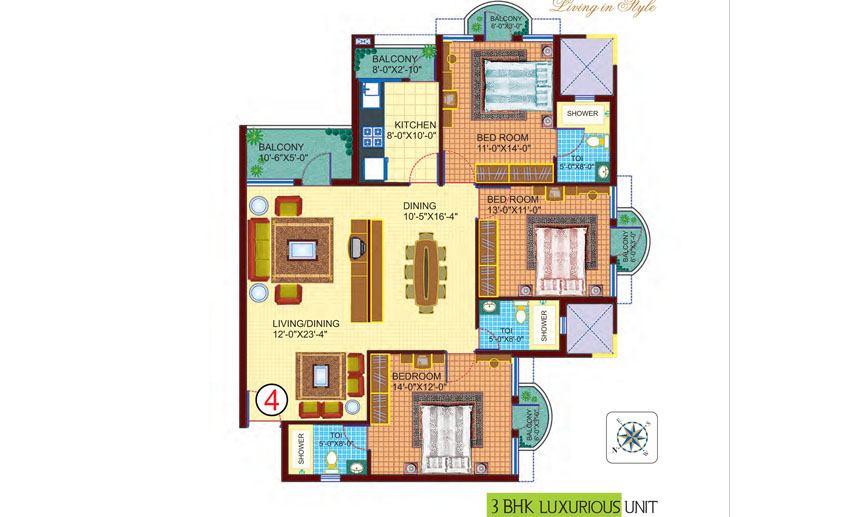 Living in Style
BALCONY
6'-0"X3'-0"
BALCONY
8'-0"X2'-10"
KITCHEN
8'-0"X10'-0"
BED ROOM
11'-0"X14'-0"
SHOWER
TOI
5'-0"X8'-0"
BALCONY
10'-6"X5'-0"
DINING
10'-5"X16'-4"
BED ROOM
13'-0"X11'-0"
BALCONY
6'-0"X3'-0"
LIVING/DINING
12'-0"X23'-4"
TOI
5'-0"X8'-0"
SHOWER
BEDROOM
14'-0"X12'-0"
BALCONY
6'-0"X3'-6"
4
SHOWER
TOI
5'-0"X8'-0"
3 BHK LUXURIOUS UNIT